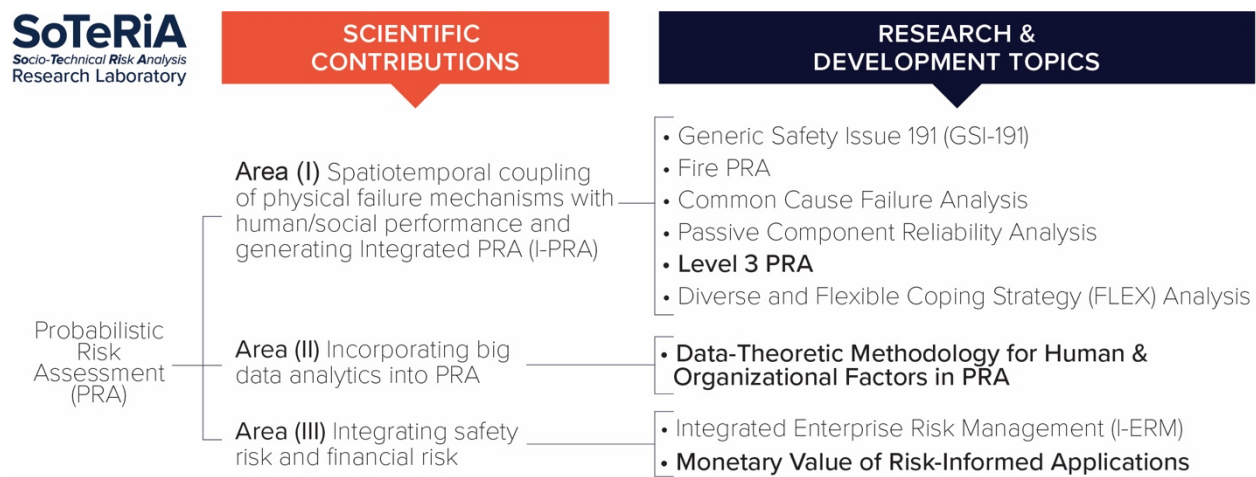 SoTeRiA
Socio-Technical Risk Analysis
Research Laboratory
SCIENTIFIC
CONTRIBUTIONS
RESEARCH &
DEVELOPMENT TOPICS
Probabilistic
Risk
Assessment
(PRA)
Area (I) Spatiotemporal coupling
of physical failure mechanisms with
human/social performance and
generating Integrated PRA (I-PRA)
• Generic Safety Issue 191 (GSI-191)
• Fire PRA
• Common Cause Failure Analysis
• Passive Component Reliability Analysis
• Level 3 PRA
• Diverse and Flexible Coping Strategy (FLEX) Analysis
Area (II) Incorporating big
data analytics into PRA
• Data-Theoretic Methodology for Human &
Organizational Factors in PRA
Area (III) Integrating safety
risk and financial risk
• Integrated Enterprise Risk Management (I-ERM)
• Monetary Value of Risk-Informed Applications